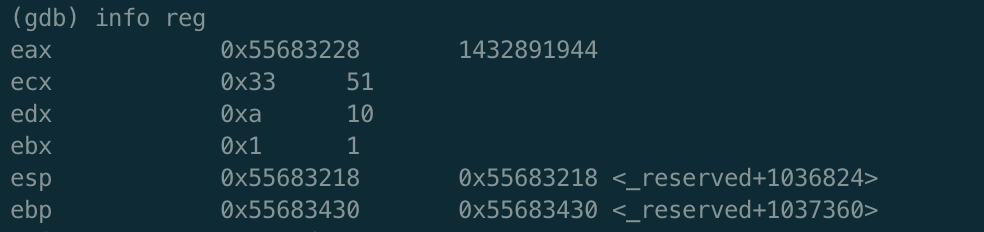 (gdb) info reg
eax 0x55683228 1432891944
ecx 0x33 51
edx 0xa 10
ebx 0x1 1
esp 0x55683218 0x55683218 <_reserved+1036824>
ebp 0x55683430 0x55683430 <_reserved+1037360>